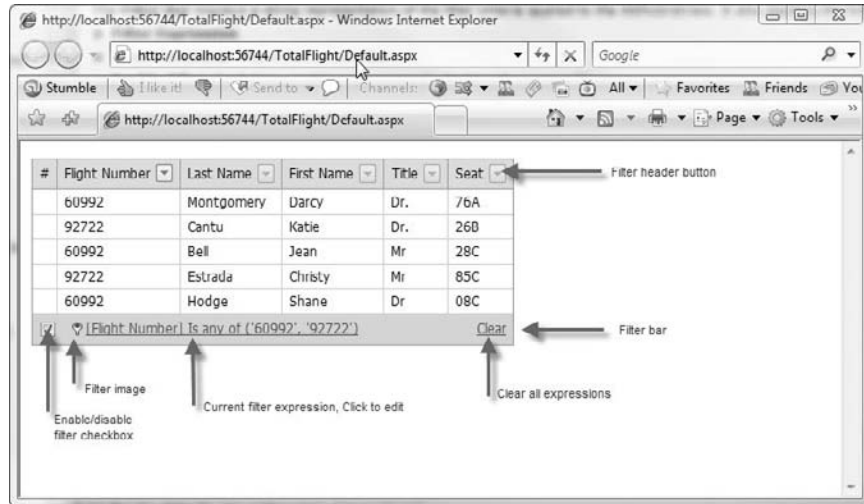 http://localhost:56744/TotalFlight/Default.aspx - Windows Internet Explorer
http://localhost:56744/TotalFlight/Default.aspx
Google
Stumble I like it! Send to Channels: All Favorites Friends You
http://localhost:56744/TotalFlight/Default.aspx
Page Tools
# Flight Number Last Name First Name Title Seat
Filter header button
60992 Montgomery Darcy Dr. 76A
92722 Cantu Katie Dr. 26B
60992 Bell Jean Mr 28C
92722 Estrada Christy Mr 85C
60992 Hodge Shane Dr 08C
[Flight Number] Is any of ('60992', '92722') Clear
Filter bar
Filter image
Current filter expression, Click to edit
Clear all expressions
Enable/disable
filter checkbox